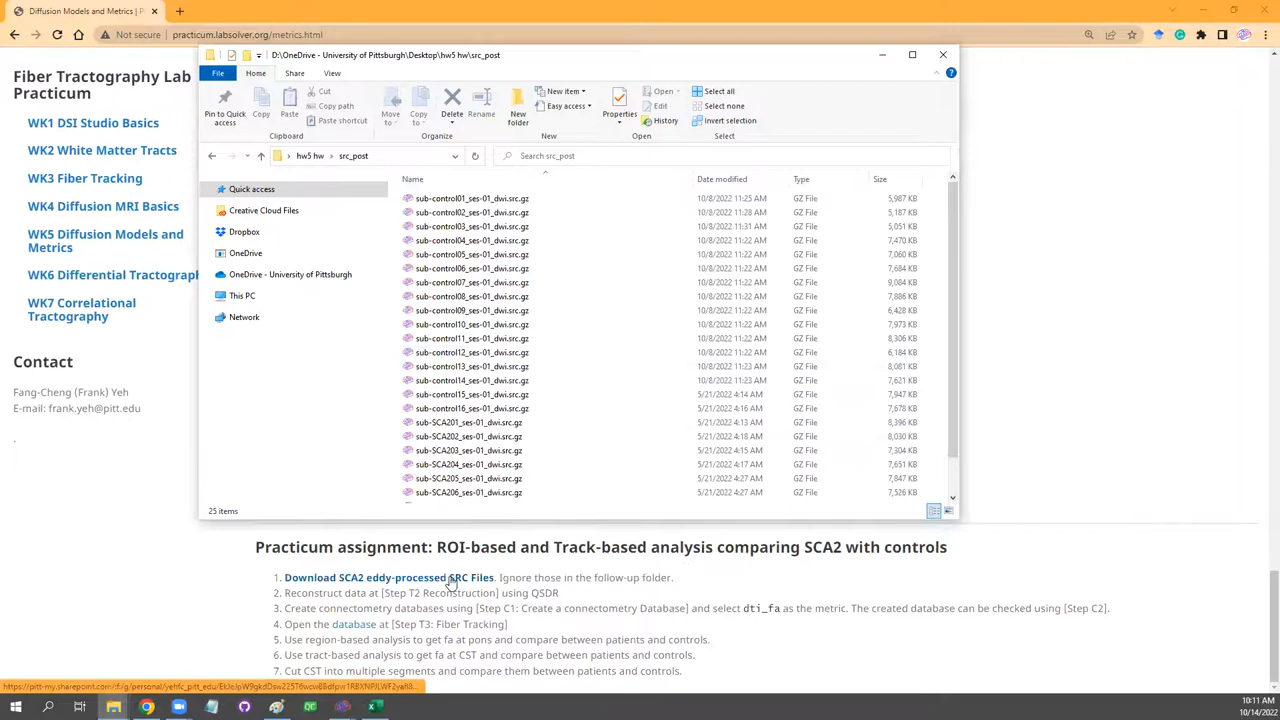 Diffusion Models and Metrics | P
Not secure
practicum.labsolver.org/metrics.html
D:\OneDrive - University of Pittsburgh\Desktop\hw5 hw\src_post
File
Home
Share
View
Pin to Quick access
Copy
Paste
Cut
Copy path
Paste shortcut
Clipboard
Move to
Copy to
Delete
Rename
Organize
New folder
New item
Easy access
New
Properties
Open
Edit
History
Open
Select all
Select none
Invert selection
Select
hw5 hw
src_post
Search src_post
Quick access
Creative Cloud Files
Dropbox
OneDrive
OneDrive - University of Pittsburgh
This PC
Network
Name Date modified Type Size
sub-control01_ses-01_dwi.src.gz 10/8/2022 11:25 AM GZ File 5,987 KB
sub-control02_ses-01_dwi.src.gz 10/8/2022 11:28 AM GZ File 5,187 KB
sub-control03_ses-01_dwi.src.gz 10/8/2022 11:31 AM GZ File 5,051 KB
sub-control04_ses-01_dwi.src.gz 10/8/2022 11:22 AM GZ File 7,470 KB
sub-control05_ses-01_dwi.src.gz 10/8/2022 11:22 AM GZ File 7,060 KB
sub-control06_ses-01_dwi.src.gz 10/8/2022 11:22 AM GZ File 7,684 KB
sub-control07_ses-01_dwi.src.gz 10/8/2022 11:22 AM GZ File 9,084 KB
sub-control08_ses-01_dwi.src.gz 10/8/2022 11:22 AM GZ File 7,886 KB
sub-control09_ses-01_dwi.src.gz 10/8/2022 11:22 AM GZ File 6,428 KB
sub-control10_ses-01_dwi.src.gz 10/8/2022 11:22 AM GZ File 7,973 KB
sub-control11_ses-01_dwi.src.gz 10/8/2022 11:22 AM GZ File 8,306 KB
sub-control12_ses-01_dwi.src.gz 10/8/2022 11:22 AM GZ File 6,184 KB
sub-control13_ses-01_dwi.src.gz 10/8/2022 11:23 AM GZ File 8,081 KB
sub-control14_ses-01_dwi.src.gz 10/8/2022 11:23 AM GZ File 7,621 KB
sub-control15_ses-01_dwi.src.gz 5/21/2022 4:14 AM GZ File 7,947 KB
sub-control16_ses-01_dwi.src.gz 5/21/2022 4:16 AM GZ File 7,678 KB
sub-SCA201_ses-01_dwi.src.gz 5/21/2022 4:13 AM GZ File 8,396 KB
sub-SCA202_ses-01_dwi.src.gz 5/21/2022 4:18 AM GZ File 8,030 KB
sub-SCA203_ses-01_dwi.src.gz 5/21/2022 4:15 AM GZ File 7,304 KB
sub-SCA204_ses-01_dwi.src.gz 5/21/2022 4:17 AM GZ File 7,651 KB
sub-SCA205_ses-01_dwi.src.gz 5/21/2022 4:27 AM GZ File 7,847 KB
sub-SCA206_ses-01_dwi.src.gz 5/21/2022 4:27 AM GZ File 7,526 KB
25 items
Fiber Tractography Lab
Practicum
WK1 DSI Studio Basics
WK2 White Matter Tracts
WK3 Fiber Tracking
WK4 Diffusion MRI Basics
WK5 Diffusion Models and
Metrics
WK6 Differential Tractograph
WK7 Correlational
Tractography
Contact
Fang-Cheng (Frank) Yeh
E-mail: frank.yeh@pitt.edu
.
Practicum assignment: ROI-based and Track-based analysis comparing SCA2 with controls
1. Download SCA2 eddy-processed SRC Files. Ignore those in the follow-up folder.
2. Reconstruct data at [Step T2 Reconstruction] using QSDR
3. Create connectometry databases using [Step C1: Create a connectometry Database] and select dti_fa as the metric. The created database can be checked using [Step C2].
4. Open the database at [Step T3: Fiber Tracking]
5. Use region-based analysis to get fa at pons and compare between patients and controls.
6. Use tract-based analysis to get fa at CST and compare between patients and controls.
7. Cut CST into multiple segments and compare them between patients and controls.
10:11 AM
10/14/2022